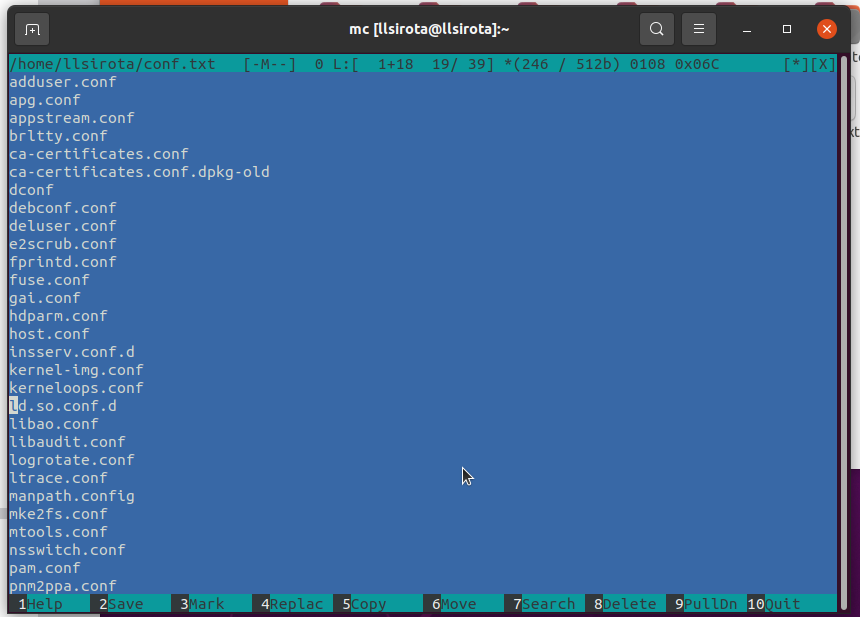 mc [llsirota@llsirota]:~
/home/llsirota/conf.txt [-M--] 0 L:[ 1+18 19/ 39] *(246 / 512b) 0108 0x06C [*][X]
adduser.conf
apg.conf
appstream.conf
brltty.conf
ca-certificates.conf
ca-certificates.conf.dpkg-old
dconf
debconf.conf
deluser.conf
e2scrub.conf
fprintd.conf
fuse.conf
gai.conf
hdparm.conf
host.conf
insserv.conf.d
kernel-img.conf
kerneloops.conf
ld.so.conf.d
libao.conf
libaudit.conf
logrotate.conf
ltrace.conf
manpath.config
mke2fs.conf
mtools.conf
nsswitch.conf
pam.conf
pnm2ppa.conf
1Help 2Save 3Mark 4Replac 5Copy 6Move 7Search 8Delete 9PullDn 10Quit